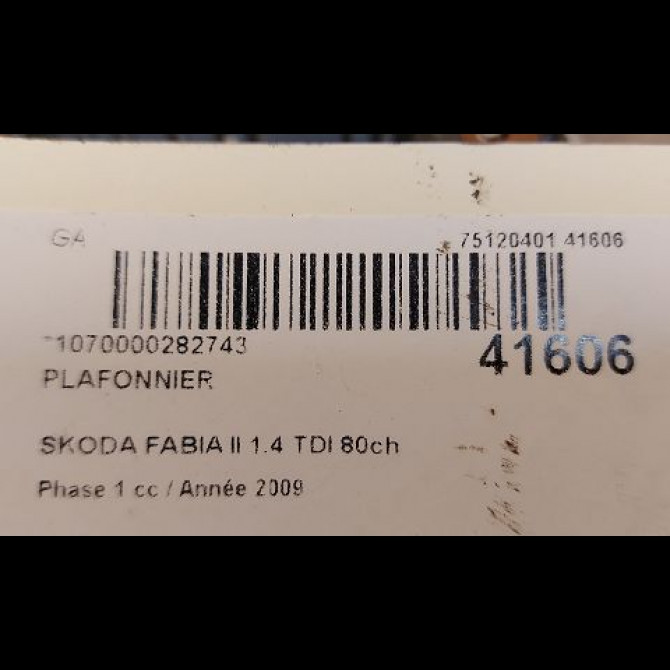 GA 75120401 41606
1070000282743 41606
PLAFONNIER
SKODA FABIA II 1.4 TDI 80ch
Phase 1 cc / Année 2009